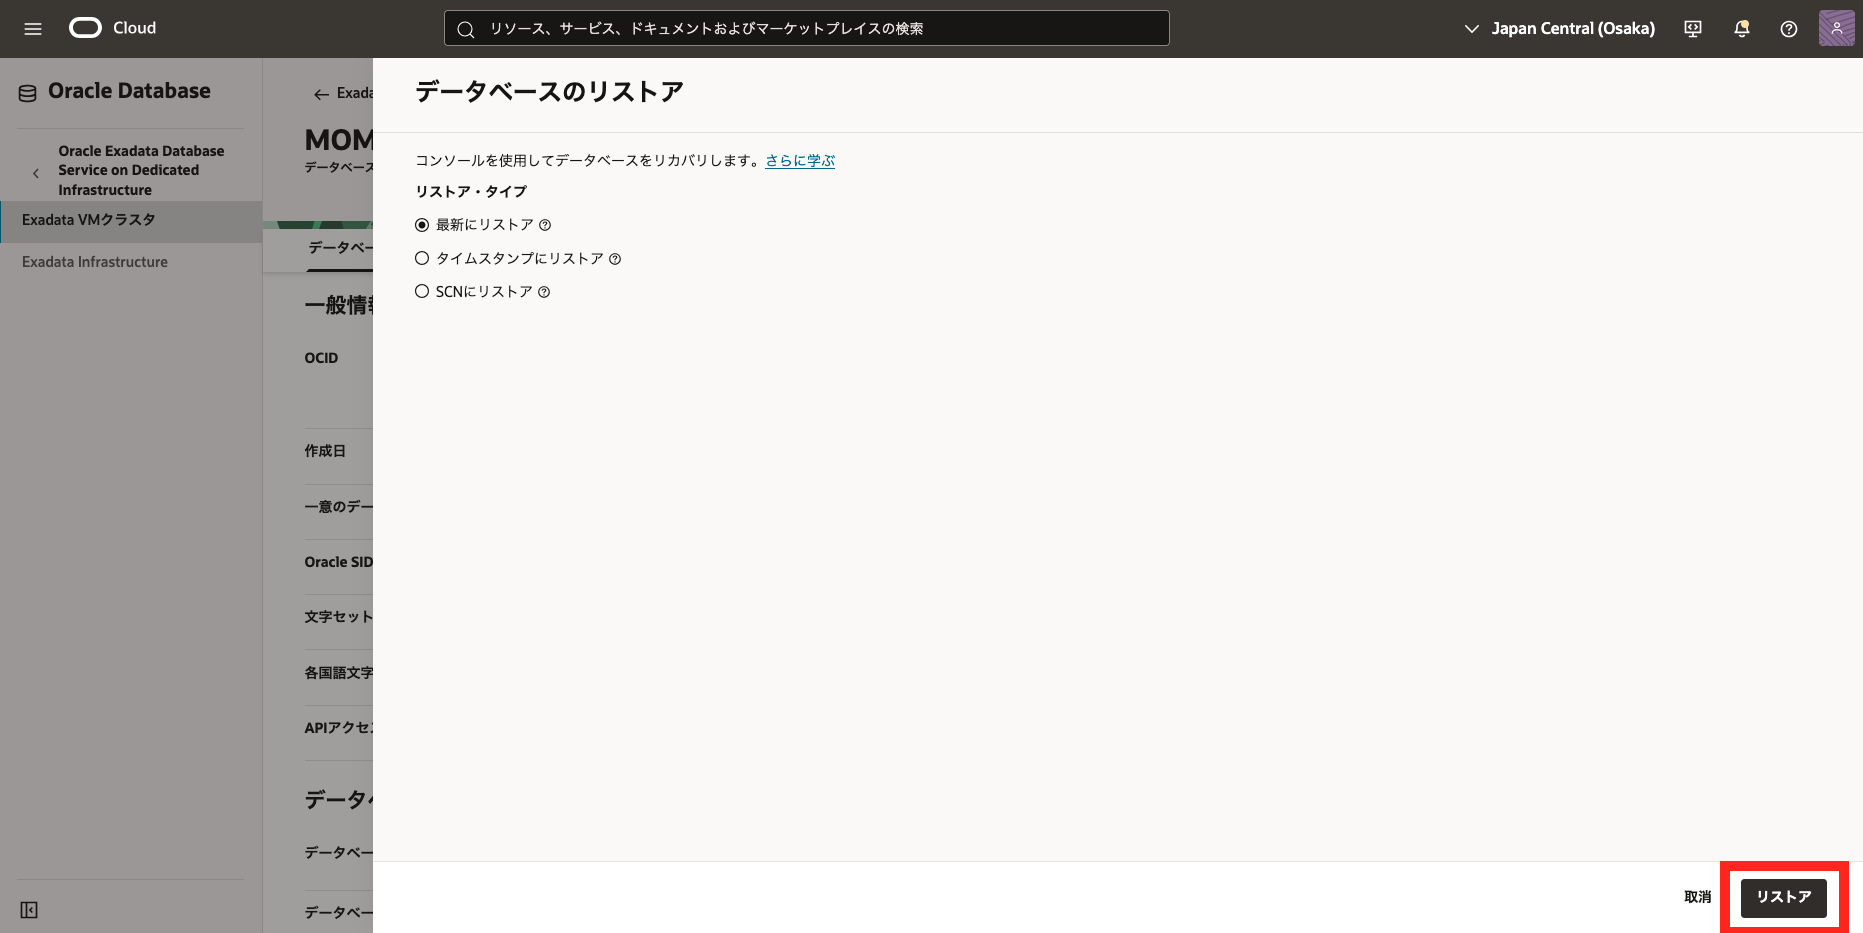 Cloud
リソース、サービス、ドキュメントおよびマーケットプレイスの検索
Japan Central (Osaka)
Oracle Database
Oracle Exadata Database
Service on Dedicated
Infrastructure
Exadata VMクラスタ
Exadata Infrastructure
Exada
MOM
データベース
データベー
一般情報
OCID
作成日
一意のデー
Oracle SID
文字セット
各国語文字
APIアクセス
データベ
データベー
データベー
データベースのリストア
コンソールを使用してデータベースをリカバリします。さらに学ぶ
リストア・タイプ
最新にリストア
タイムスタンプにリストア
SCNにリストア
取消
リストア